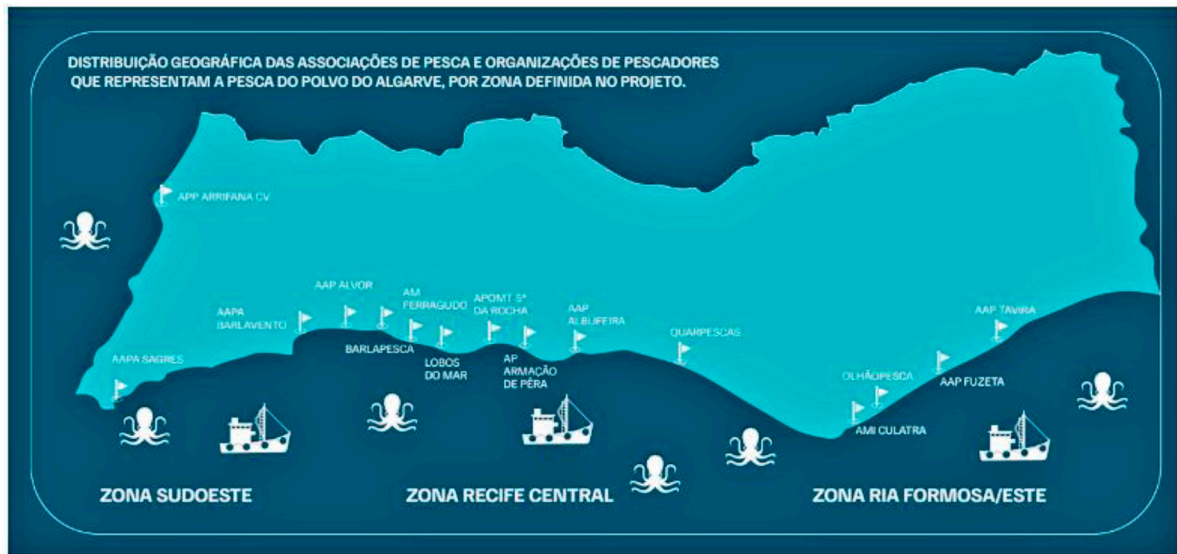 DISTRIBUIÇÃO GEOGRÁFICA DAS ASSOCIAÇÕES DE PESCA E ORGANIZAÇÕES DE PESCADORES
QUE REPRESENTAM A PESCA DO POLVO DO ALGARVE, POR ZONA DEFINIDA NO PROJETO.
APP ARRIFANA CV
AAPA SAGRES
AAPA
BARLAVENTO
AAP ALVOR
BARLAPESCA
AM
FERRAGUDO
LOBOS
DO MAR
APOMT Sª
DA ROCHA
AP
ARMAÇÃO
DE PÊRA
AAP
ALBUFEIRA
QUARPESCAS
AMI CULATRA
OLHÃOPESCA
AAP FUZETA
AAP TAVIRA
ZONA SUDOESTE
ZONA RECIFE CENTRAL
ZONA RIA FORMOSA/ESTE